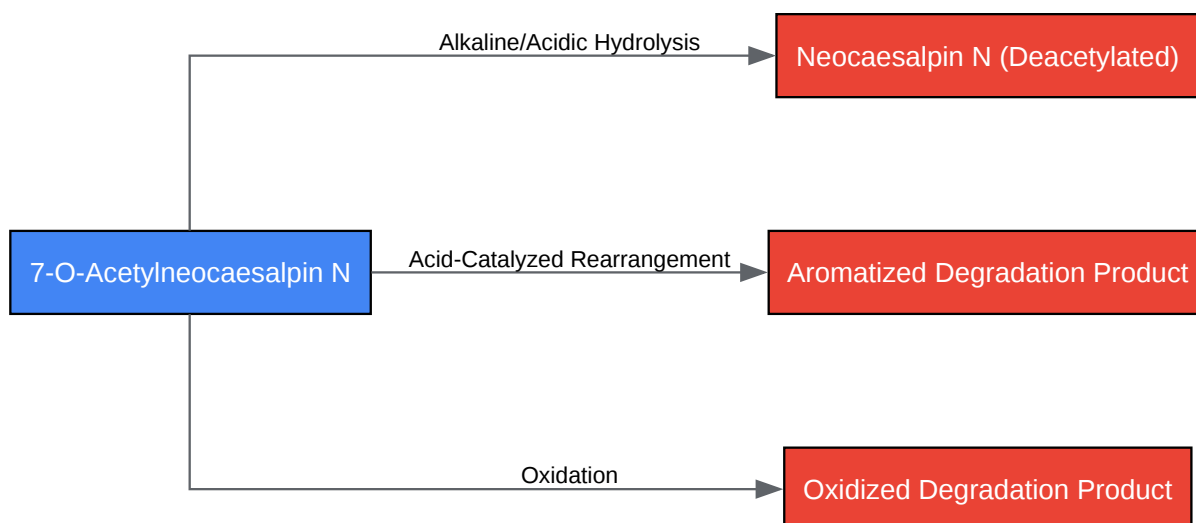 Alkaline/Acidic Hydrolysis
Neocaesalpin N (Deacetylated)
7-O-Acetylneocaesalpin N
Acid-Catalyzed Rearrangement
Aromatized Degradation Product
Oxidation
Oxidized Degradation Product